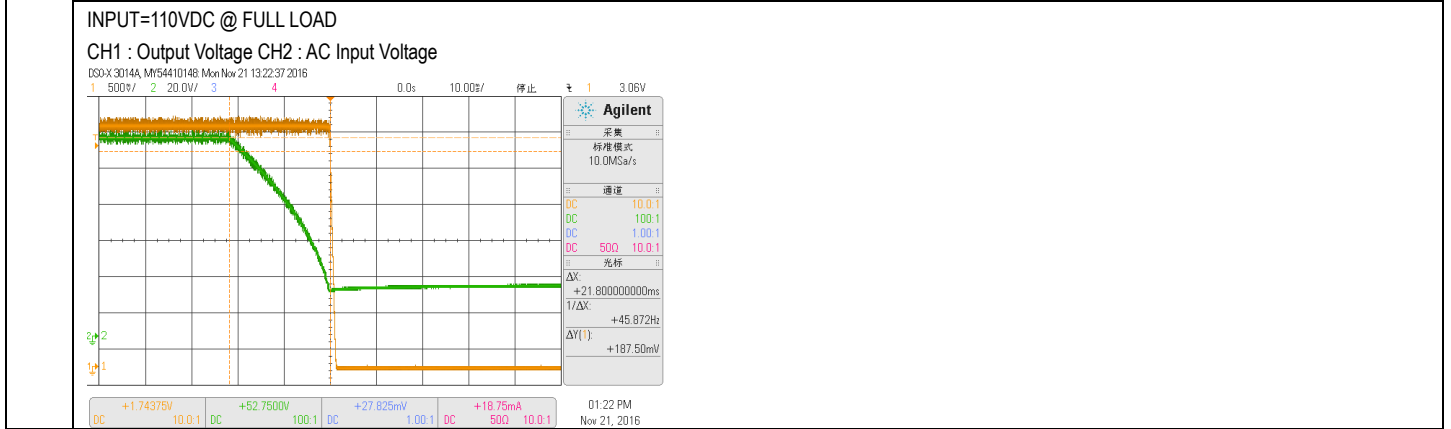 INPUT=110VDC @ FULL LOAD
CH1 : Output Voltage CH2 : AC Input Voltage
DSO-X 3014A, MY54410148: Mon Nov 21 13:22:37 2016
1 500㎷/ 2 20.0V/ 3 4 0.0s 10.00㎳/ 停止 1 3.06V
Agilent
T
采集
标准模式
10.0MSa/s
通道
DC 10.0:1
DC 100:1
DC 1.00:1
DC 50Ω 10.0:1
光标
ΔX:
+21.800000000ms
1/ΔX:
+45.872Hz
ΔY(1):
+187.50mV
2 2
1 1
+1.74375V +52.7500V +27.825mV +18.75mA
DC 10.0:1 DC 100:1 DC 1.00:1 DC 50Ω 10.0:1
01:22 PM
Nov 21, 2016